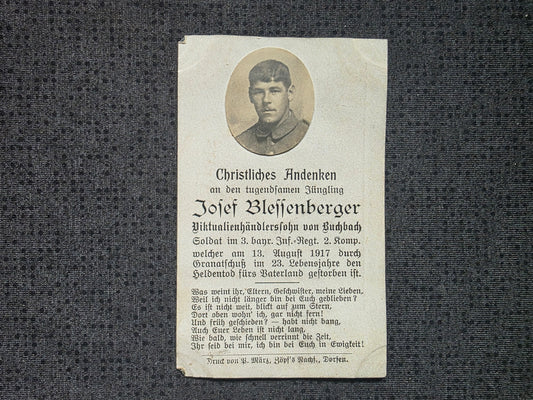 Christliches Andenken
an den tugendsamen Jüngling
Josef Blessenberger
Viktualienhändlerssohn von Buchbach
Soldat im 3. bayr. Inf.-Regt. 2. Komp.
welcher am 13. August 1917 durch
Granatschuß im 23. Lebensjahre den
Heldentod fürs Vaterland gestorben ist.
Was weint ihr, Eltern, Geschwister, meine Lieben,
Weil ich nicht länger bin bei Euch geblieben?
Es ist nicht weit, blickt auf zum Stern,
Dort oben wohn' ich, gar nicht fern!
Und früh geschieden? — habt nicht bang,
Auch Euer Leben ist nicht lang,
Wie bald, wie schnell verrinnt die Zeit,
Ihr seid bei mir, ich bin bei Euch in Ewigkeit!
Druck von P. März, Zöpf's Nachf., Dorfen.